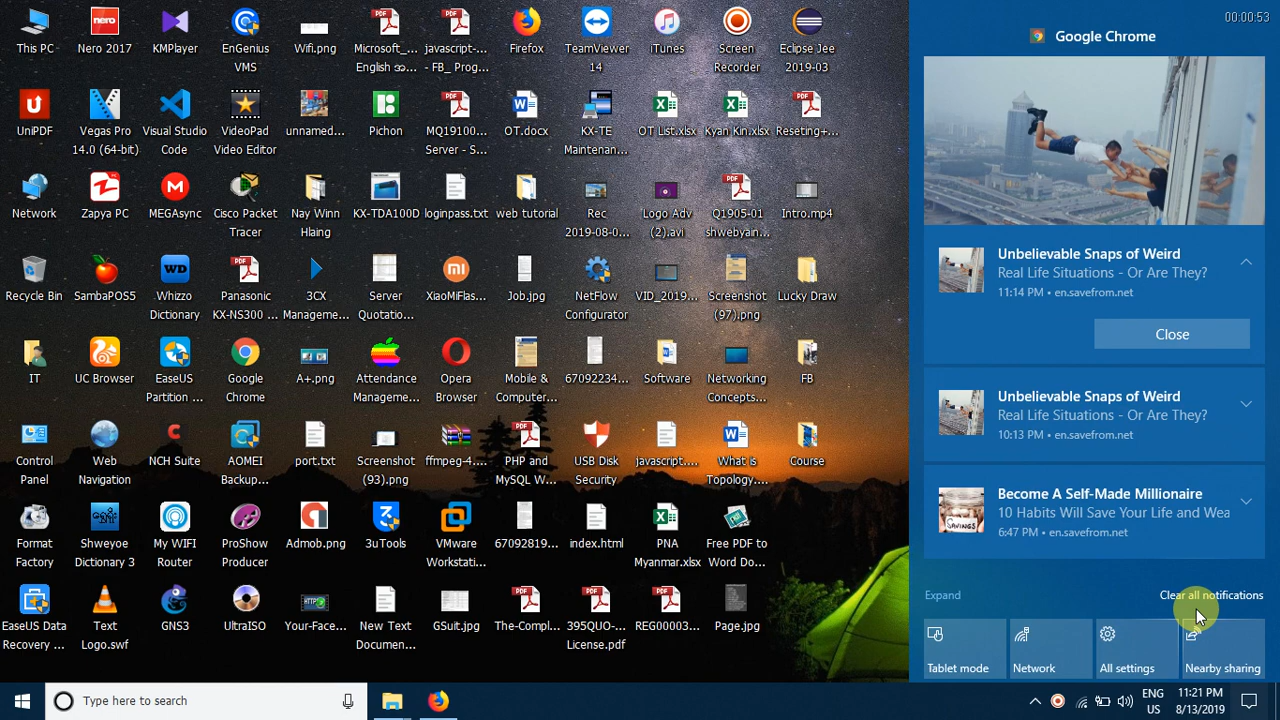 00:00:53
This PC
Nero 2017
KMPlayer
EnGenius
VMS
Wifi.png
Microsoft_...
javascript-
- FB_ Prog...
Firefox
TeamViewer
14
iTunes
Screen
Recorder
Eclipse Jee
2019-03
UniPDF
Vegas Pro
14.0 (64-bit)
Visual Studio
Code
VideoPad
Video Editor
unnamed...
Pichon
MQ19100...
Server - S...
OT.docx
KX-TE
Maintenan...
OT List.xlsx
Kyan Kin.xlsx
Reseting+...
Network
Zapya PC
MEGAsync
Cisco Packet
Tracer
Nay Winn
Hlaing
KX-TDA100D
loginpass.txt
web tutorial
Rec
2019-08-0...
Logo Adv
(2).avi
Q1905-01
shwebyain...
Intro.mp4
Recycle Bin
SambaPOS5
Whizzo
Dictionary
Panasonic
KX-NS300 ...
3CX
Manageme...
Server
Quotatio...
XiaoMiFlas...
Job.jpg
NetFlow
Configurator
VID_2019...
Screenshot
(97).png
Lucky Draw
IT
UC Browser
EaseUS
Partition ...
Google
Chrome
A+.png
Attendance
Manageme...
Opera
Browser
Mobile &
Computer...
67092234...
Software
Networking
Concepts...
FB
Control
Panel
Web
Navigation
NCH Suite
AOMEI
Backup...
port.txt
Screenshot
(93).png
ffmpeg-4....
PHP and
MySQL W...
USB Disk
Security
javascript....
What is
Topology....
Course
Format
Factory
Shweyoe
Dictionary 3
My WIFI
Router
ProShow
Producer
Admob.png
3uTools
VMware
Workstati...
67092819...
index.html
PNA
Myanmar.xlsx
Free PDF to
Word Do...
EaseUS Data
Recovery ...
Text
Logo.swf
GNS3
UltraISO
Your-Face...
New Text
Documen...
GSuit.jpg
The-Compl...
395QUO-...
License.pdf
REG00003...
Page.jpg
Google Chrome
Unbelievable Snaps of Weird
Real Life Situations - Or Are They?
11:14 PM • en.savefrom.net
Close
Unbelievable Snaps of Weird
Real Life Situations - Or Are They?
10:13 PM • en.savefrom.net
Become A Self-Made Millionaire
10 Habits Will Save Your Life and Wea
6:47 PM • en.savefrom.net
Expand
Clear all notifications
Tablet mode
Network
All settings
Nearby sharing
Type here to search
ENG
US
11:21 PM
8/13/2019